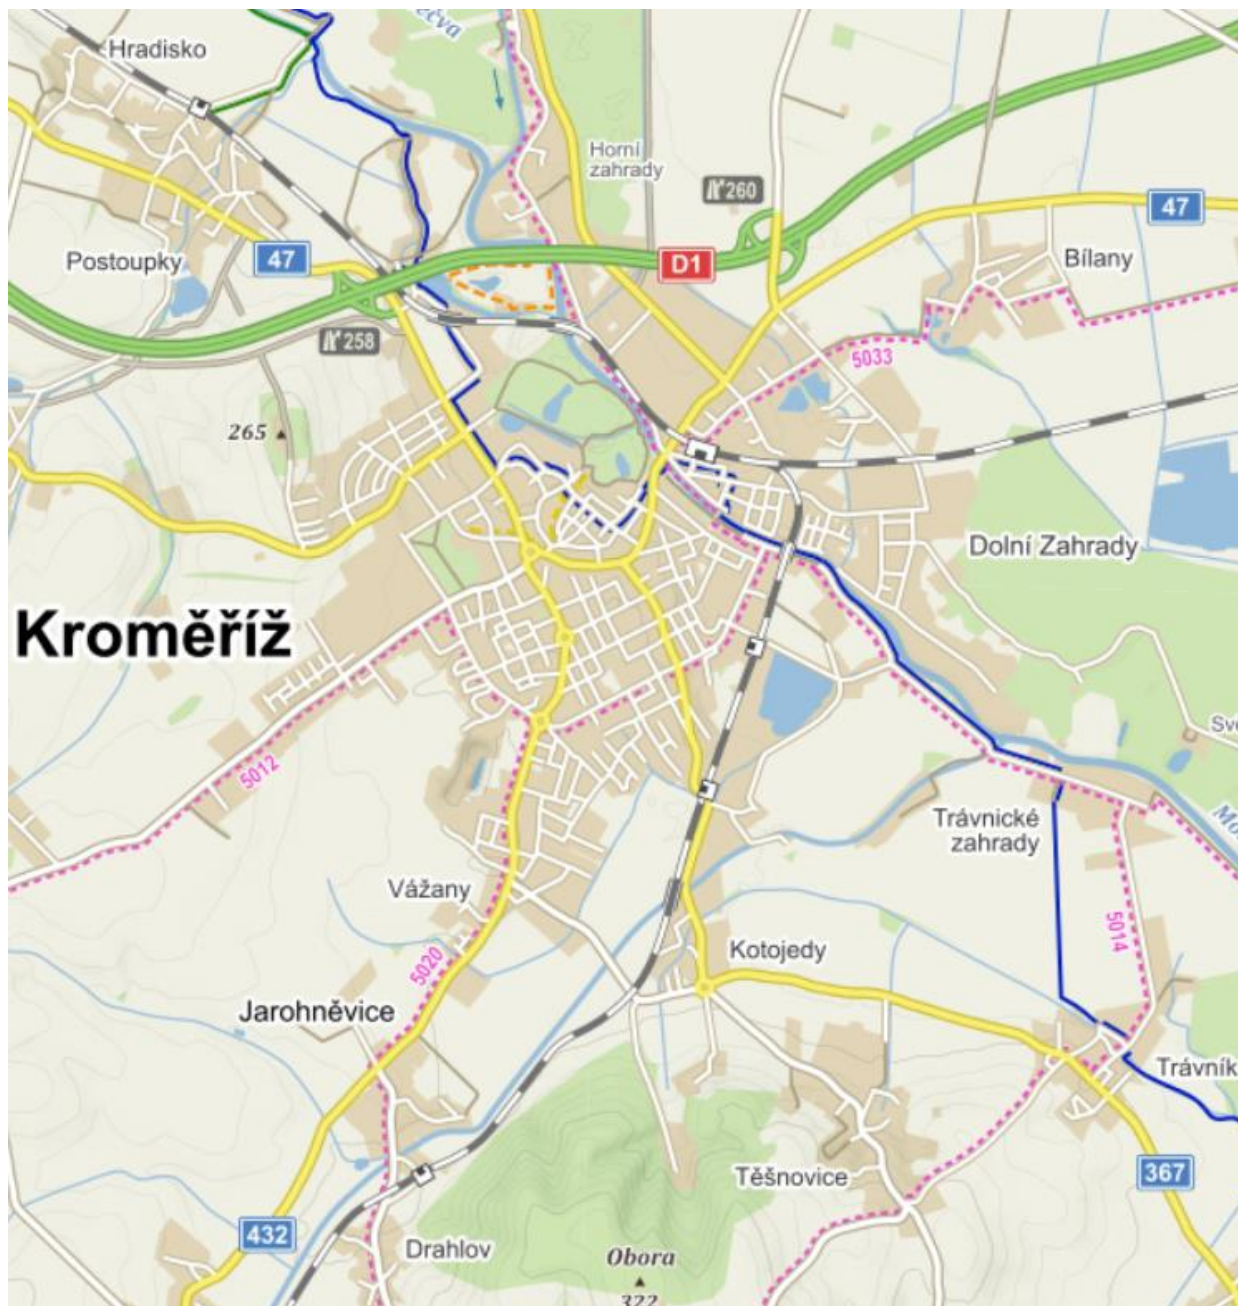 Hradisko
Horní
zahrady
260
47
47
Postoupky
D1
Bílany
258
5033
265
Dolní Zahrady
Kroměříž
5012
Trávnické
zahrady
Vážany
5014
Kotojedy
5020
Jarohněvice
Těšnovice
367
432
Drahlov
Obora
322